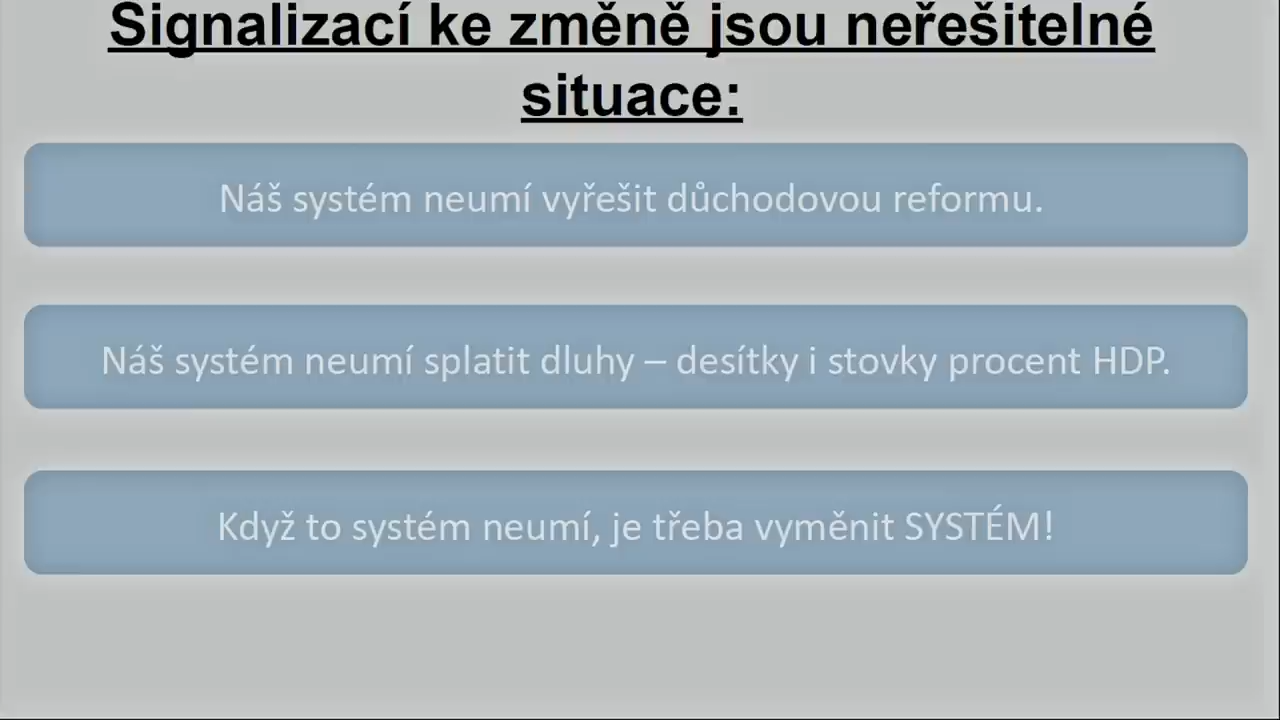 Signalizací ke změně jsou neřešitelné
situace:
Náš systém neumí vyřešit důchodovou reformu.
Náš systém neumí splatit dluhy – desítky i stovky procent HDP.
Když to systém neumí, je třeba vyměnit SYSTÉM!